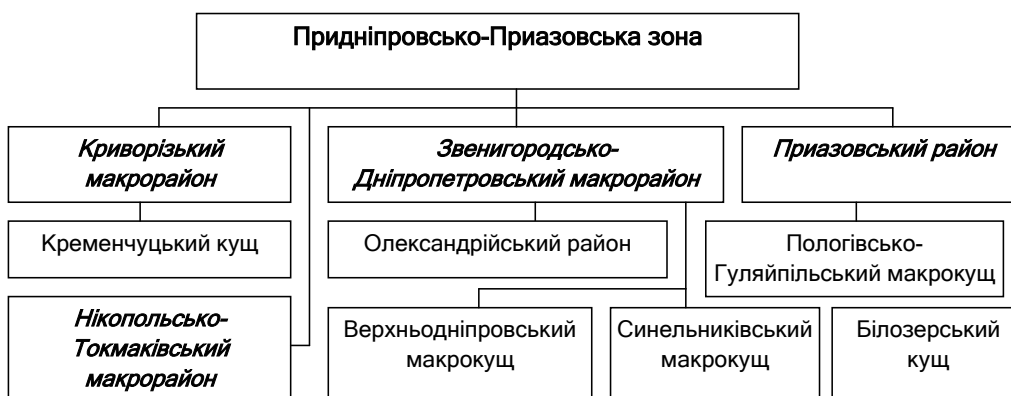 Придніпровсько-Приазовська зона
Криворізький
макрорайон
Звенигородсько-
Дніпропетровський макрорайон
Приазовський район
Кременчуцький кущ
Олександрійський район
Пологівсько-
Гуляйпільський макрокущ
Нікопольсько-
Токмаківський
макрорайон
Верхньодніпровський
макрокущ
Синельниківський
макрокущ
Білозерський
кущ